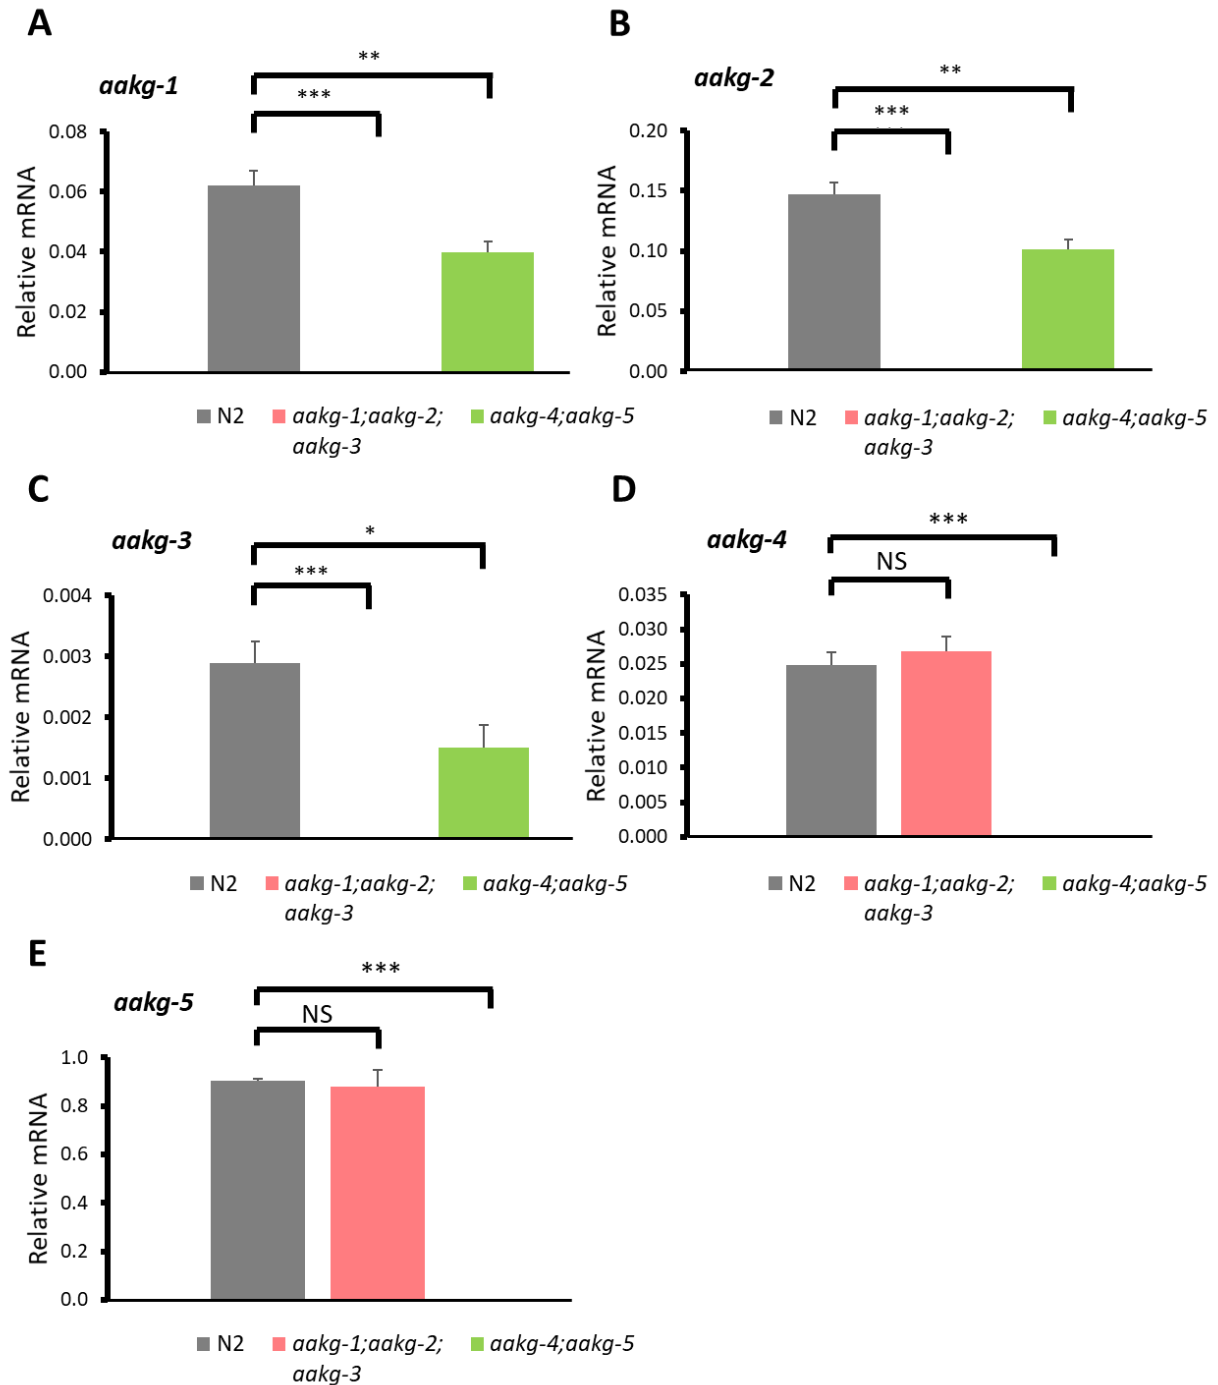 A
aakg-1
**
***
Relative mRNA
0.08
0.06
0.04
0.02
0.00
N2 aakg-1;aakg-2; aakg-4;aakg-5
aakg-3
B
aakg-2
**
***
Relative mRNA
0.20
0.15
0.10
0.05
0.00
N2 aakg-1;aakg-2; aakg-4;aakg-5
aakg-3
C
aakg-3
*
***
Relative mRNA
0.004
0.003
0.002
0.001
0.000
N2 aakg-1;aakg-2; aakg-4;aakg-5
aakg-3
D
aakg-4
***
NS
Relative mRNA
0.035
0.030
0.025
0.020
0.015
0.010
0.005
0.000
N2 aakg-1;aakg-2; aakg-4;aakg-5
aakg-3
E
aakg-5
***
NS
Relative mRNA
1.0
0.8
0.6
0.4
0.2
0.0
N2 aakg-1;aakg-2; aakg-4;aakg-5
aakg-3